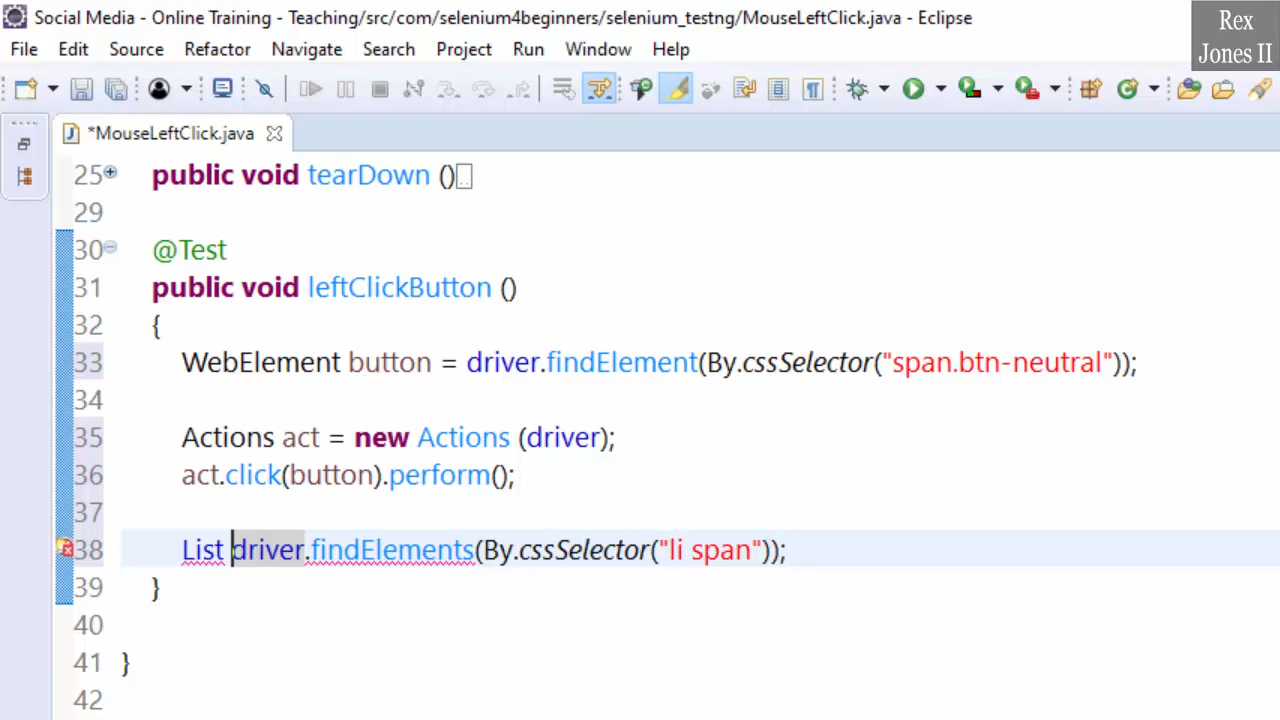 Social Media - Online Training - Teaching/src/com/selenium4beginners/selenium_testng/MouseLeftClick.java - Eclipse
Rex
Jones II
File Edit Source Refactor Navigate Search Project Run Window Help
*MouseLeftClick.java
25 public void tearDown ()
29
30 @Test
31 public void leftClickButton ()
32 {
33 WebElement button = driver.findElement(By.cssSelector("span.btn-neutral"));
34
35 Actions act = new Actions (driver);
36 act.click(button).perform();
37
38 List driver.findElements(By.cssSelector("li span"));
39 }
40
41 }
42